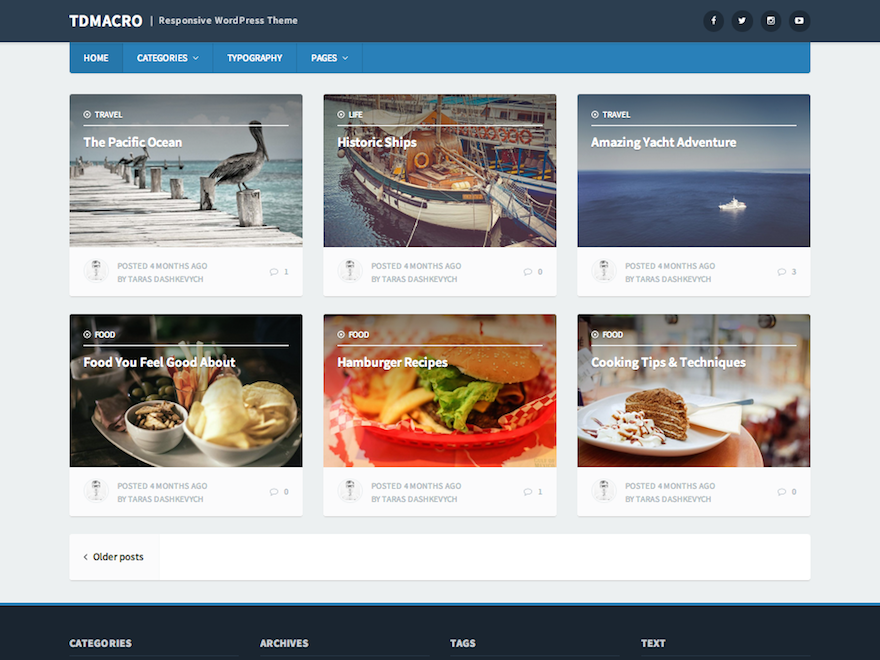 TDMACRO | Responsive WordPress Theme
HOME CATEGORIES TYPOGRAPHY PAGES
TRAVEL
The Pacific Ocean
POSTED 4 MONTHS AGO
BY TARAS DASHKEVYCH
1
LIFE
Historic Ships
POSTED 4 MONTHS AGO
BY TARAS DASHKEVYCH
0
TRAVEL
Amazing Yacht Adventure
POSTED 4 MONTHS AGO
BY TARAS DASHKEVYCH
3
FOOD
Food You Feel Good About
POSTED 4 MONTHS AGO
BY TARAS DASHKEVYCH
0
FOOD
Hamburger Recipes
POSTED 4 MONTHS AGO
BY TARAS DASHKEVYCH
1
FOOD
Cooking Tips & Techniques
POSTED 4 MONTHS AGO
BY TARAS DASHKEVYCH
0
Older posts
CATEGORIES ARCHIVES TAGS TEXT